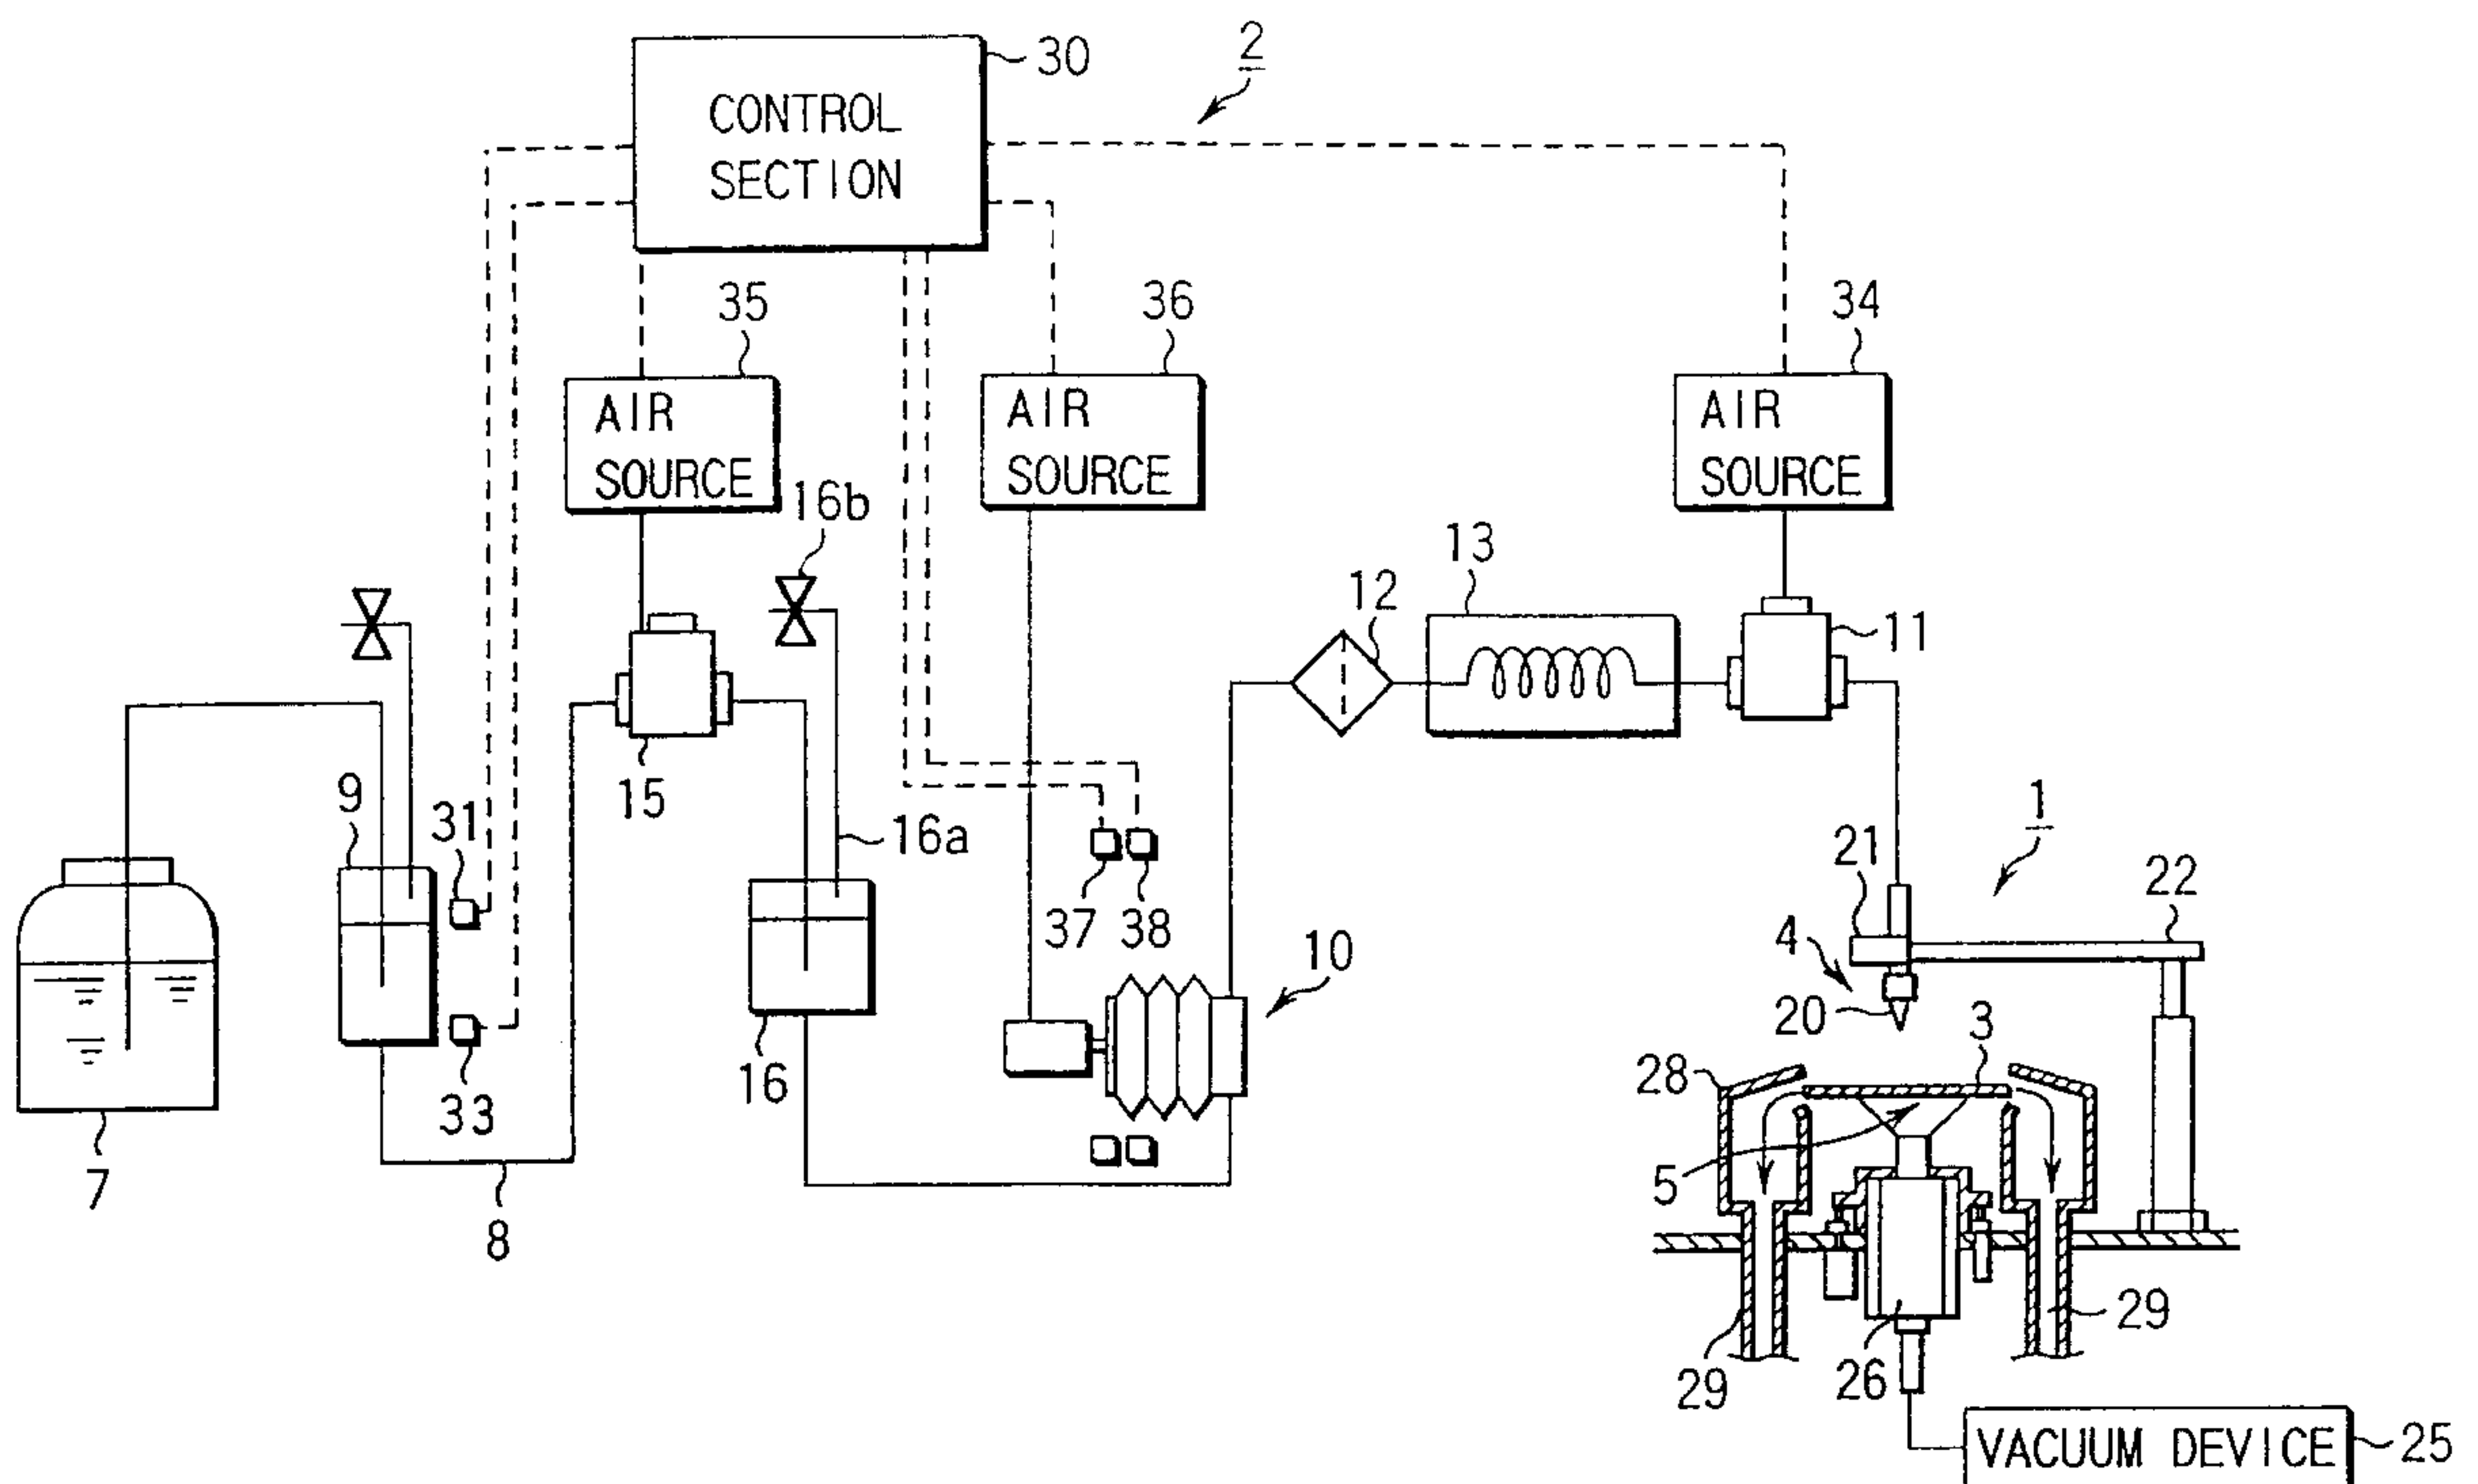 2
30
CONTROL
SECTION
35
36
34
AIR
SOURCE
AIR
SOURCE
AIR
SOURCE
16b
13
12
11
15
9
31
16a
1
21
22
37
38
4
10
20
3
28
16
33
7
5
8
29
29
26
VACUUM DEVICE
25